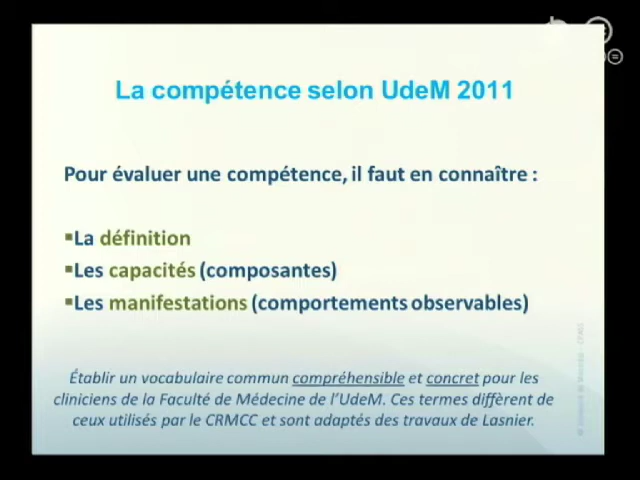 La compétence selon UdeM 2011
Pour évaluer une compétence, il faut en connaître :
▪La définition
▪Les capacités (composantes)
▪Les manifestations (comportements observables)
Établir un vocabulaire commun compréhensible et concret pour les
cliniciens de la Faculté de Médecine de l'UdeM. Ces termes diffèrent de
ceux utilisés par le CRMCC et sont adaptés des travaux de Lasnier.